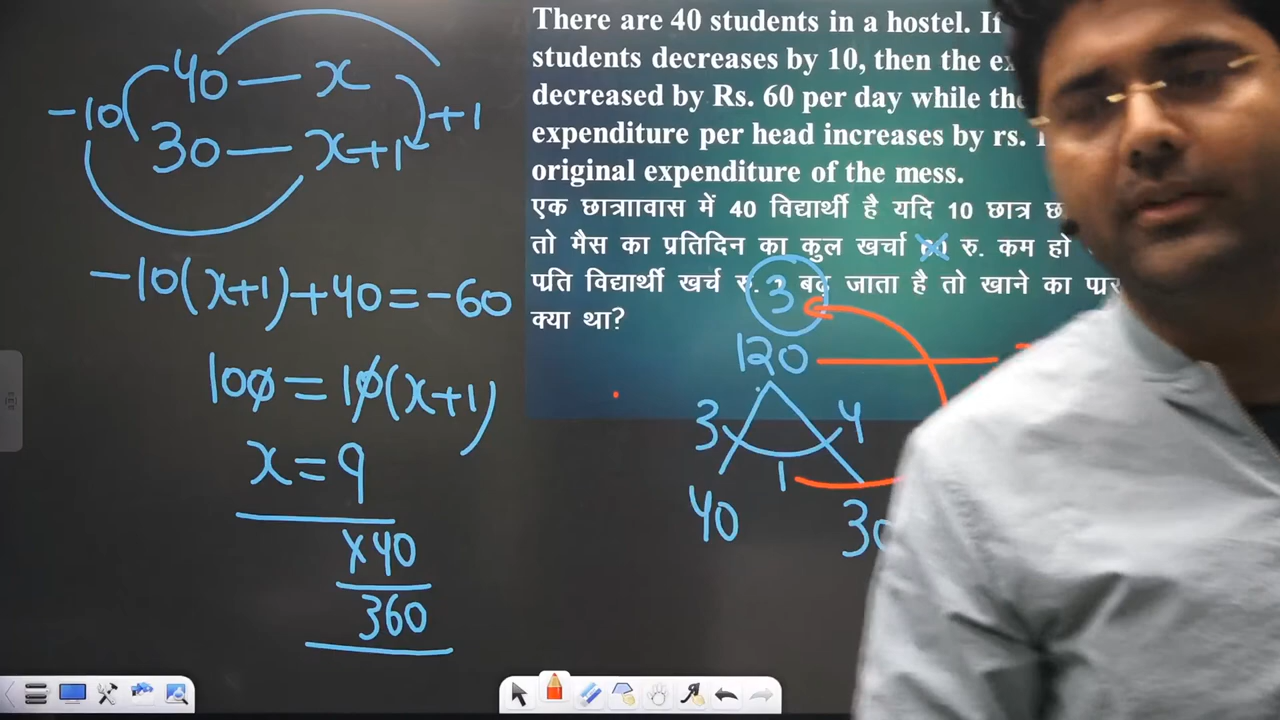 40 — x
-10
+1
30 — x+1
-10(x+1)+40=-60
100=10(x+1)
x=9
x40
360
There are 40 students in a hostel. If
students decreases by 10, then the
decreased by Rs. 60 per day while the
expenditure per head increases by rs.
original expenditure of the mess.
एक छात्राावास में 40 विद्यार्थी है यदि 10 छात्र
तो मैस का प्रतिदिन का कुल खर्चा 60 रु. कम हो
प्रति विद्यार्थी खर्च रु. बढ़ जाता है तो खाने का
क्या था?
3
120
3 4
1
40 30